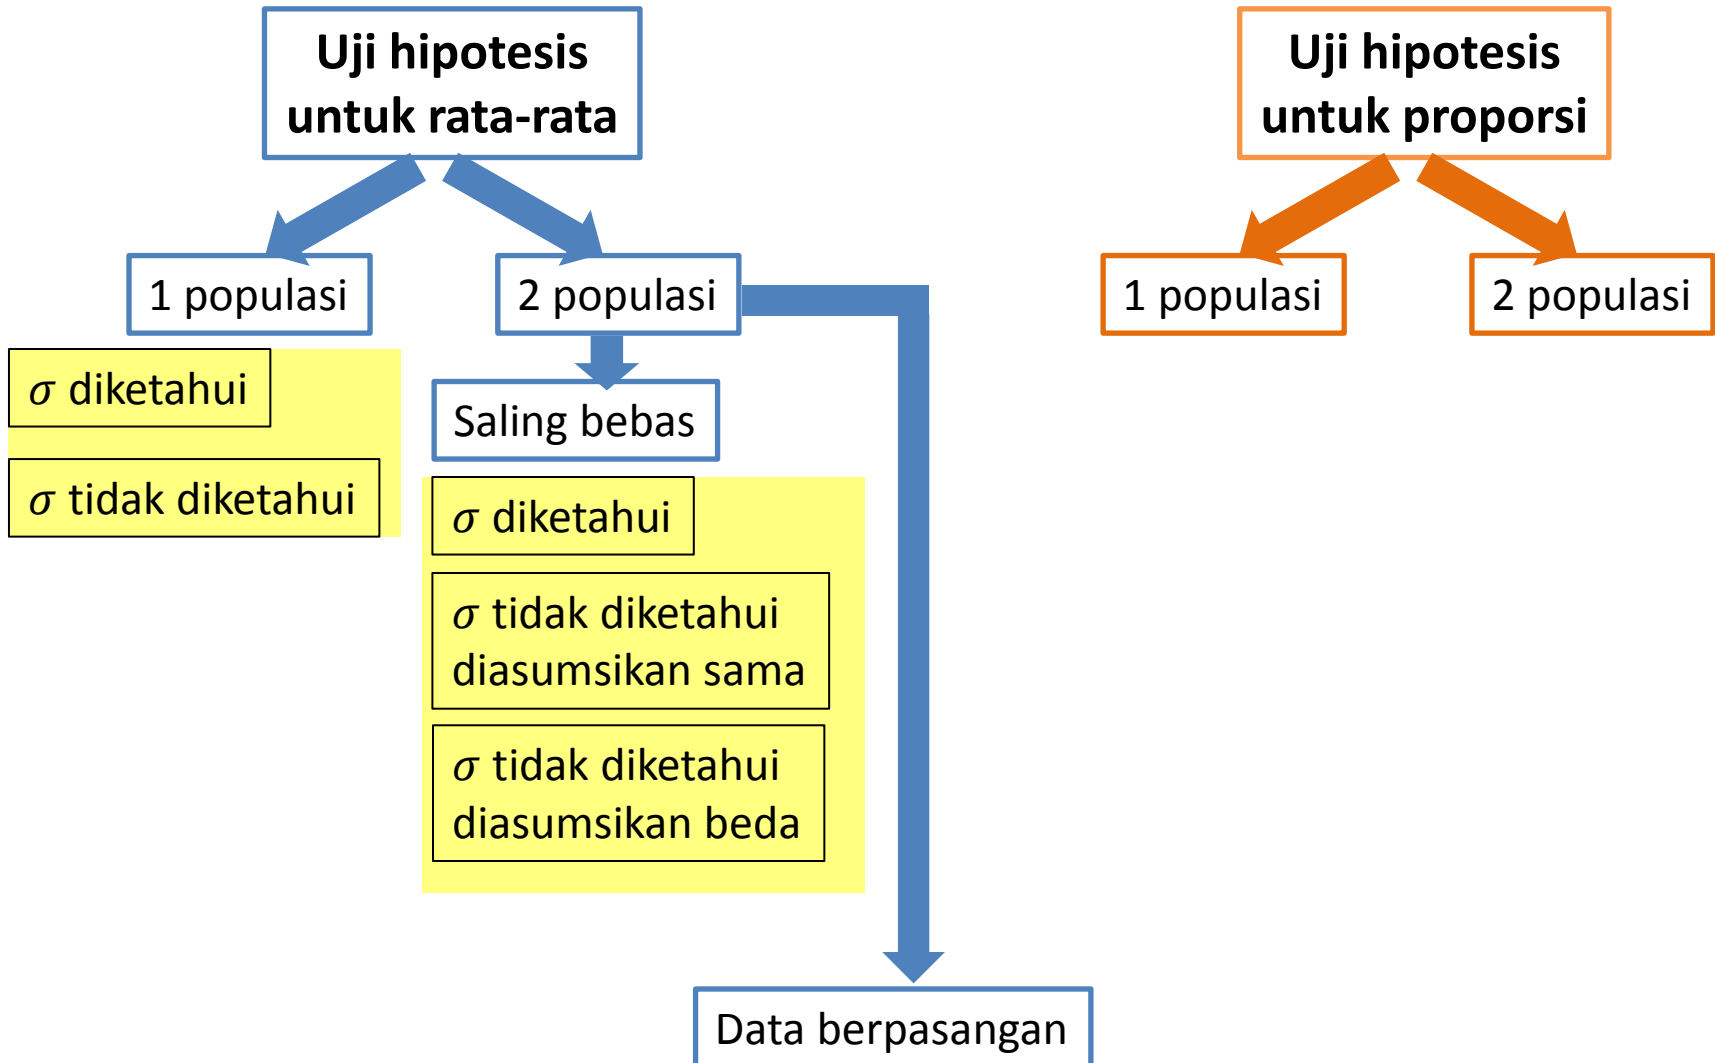 Uji hipotesis
untuk rata-rata
1 populasi
2 populasi
σ diketahui
σ tidak diketahui
Saling bebas
σ diketahui
σ tidak diketahui
diasumsikan sama
σ tidak diketahui
diasumsikan beda
Data berpasangan
Uji hipotesis
untuk proporsi
1 populasi
2 populasi